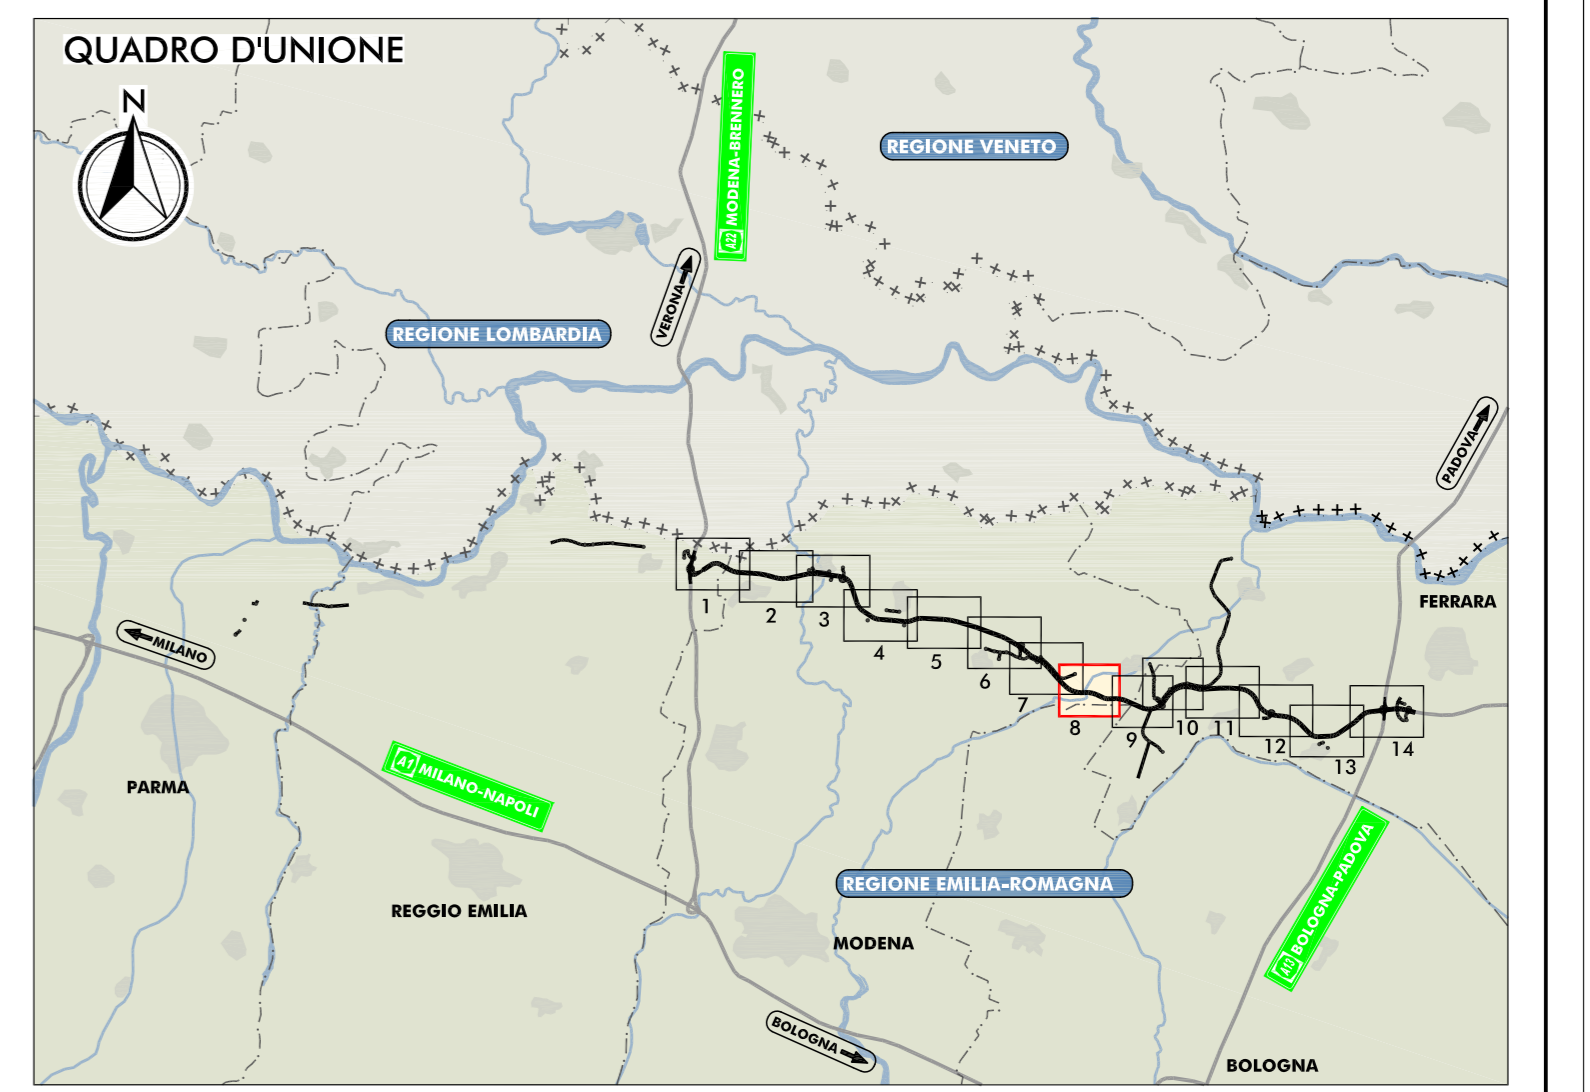 QUADRO D'UNIONE
N
A22 MODENA-BRENNERO
REGIONE VENETO
VERONA
REGIONE LOMBARDIA
PADOVA
FERRARA
MILANO
1
2
3
4
5
6
7
8
9
10
11
12
13
14
PARMA
A1 MILANO-NAPOLI
REGIONE EMILIA-ROMAGNA
REGGIO EMILIA
MODENA
A13 BOLOGNA-PADOVA
BOLOGNA
BOLOGNA